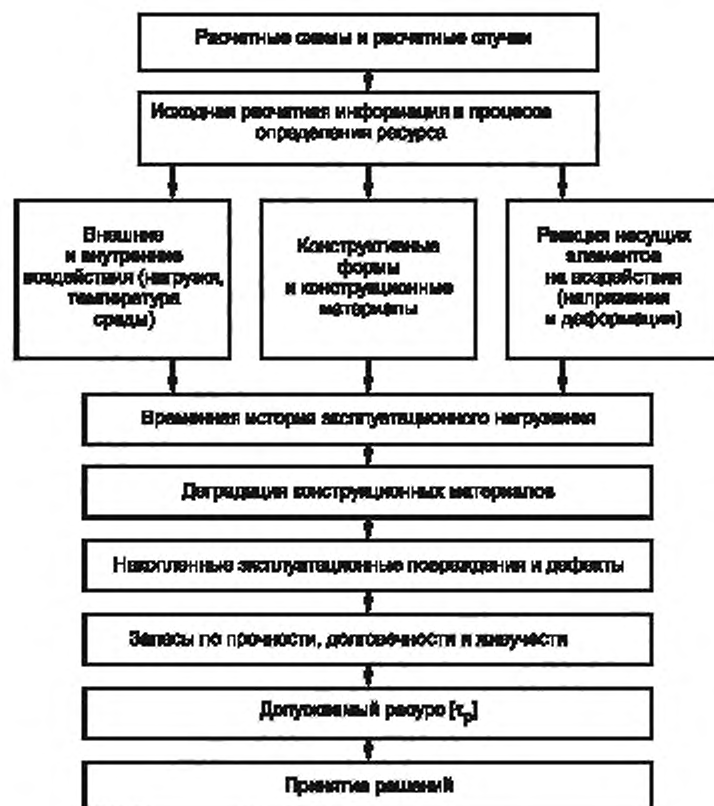 Расчетные схемы и расчетные случаи
Исходная расчетная информация в процессе
определения ресурса
Внешние
и внутренние
воздействия (нагрузки,
температура
среды)
Конструктивные
формы
и конструкционные
материалы
Реакция несущих
элементов
на воздействия
(напряжения
и деформации)
Временная история эксплуатационного нагружения
Деградация конструкционных материалов
Накопленные эксплуатационные повреждения и дефекты
Запасы по прочности, долговечности и живучести
Допускаемый ресурс [τp]
Принятие решений